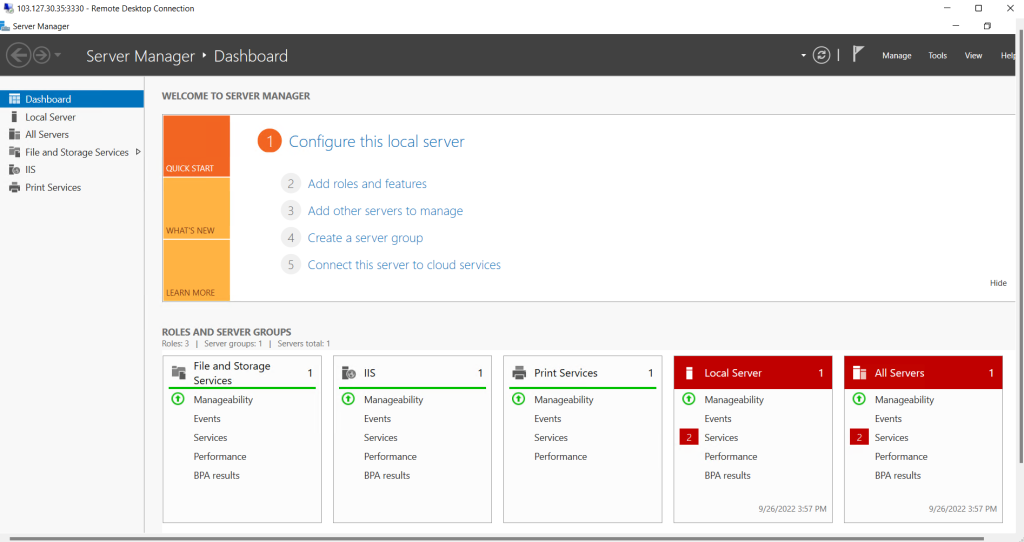 103.127.30.35:3330 - Remote Desktop Connection
Server Manager
Server Manager ‣ Dashboard
Manage Tools View Help
Dashboard
Local Server
All Servers
File and Storage Services
IIS
Print Services
WELCOME TO SERVER MANAGER
QUICK START
WHAT'S NEW
LEARN MORE
1 Configure this local server
2 Add roles and features
3 Add other servers to manage
4 Create a server group
5 Connect this server to cloud services
Hide
ROLES AND SERVER GROUPS
Roles: 3 | Server groups: 1 | Servers total: 1
File and Storage
Services 1
Manageability
Events
Services
Performance
BPA results
IIS 1
Manageability
Events
Services
Performance
BPA results
Print Services 1
Manageability
Events
Services
Performance
Local Server 1
Manageability
Events
2 Services
Performance
BPA results
9/26/2022 3:57 PM
All Servers 1
Manageability
Events
2 Services
Performance
BPA results
9/26/2022 3:57 PM